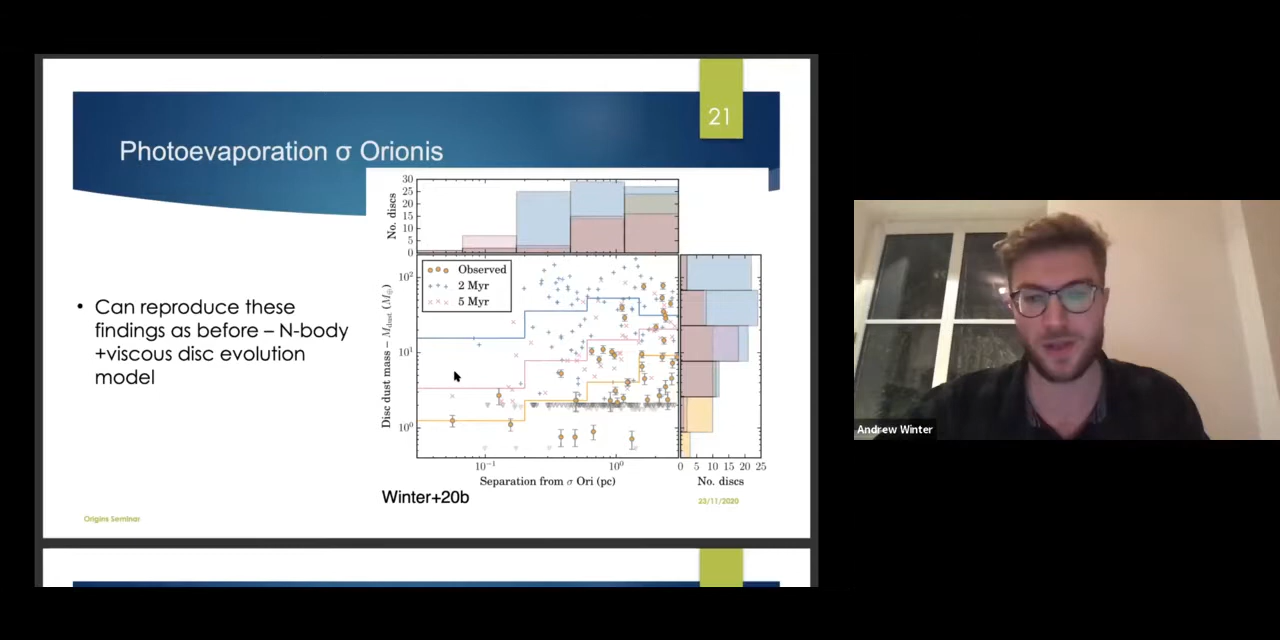 21
Photoevaporation σ Orionis
30
25
20
15
10
5
0
No. discs
Observed
2 Myr
5 Myr
10²
10¹
10⁰
Disc dust mass – M_dust (M_⊕)
10⁻¹
10⁰
Separation from σ Ori (pc)
0 5 10 15 20 25
No. discs
• Can reproduce these
findings as before – N-body
+viscous disc evolution
model
Winter+20b
23/11/2020
Origins Seminar
Andrew Winter